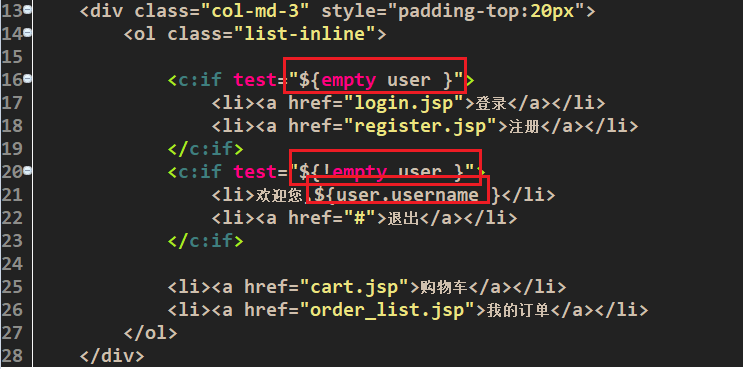 13 <div class="col-md-3" style="padding-top:20px">
14 <ol class="list-inline">
15
16 <c:if test="${empty user }">
17 <li><a href="login.jsp">登录</a></li>
18 <li><a href="register.jsp">注册</a></li>
19 </c:if>
20 <c:if test="${!empty user }">
21 <li>欢迎您,${user.username }</li>
22 <li><a href="#">退出</a></li>
23 </c:if>
24
25 <li><a href="cart.jsp">购物车</a></li>
26 <li><a href="order_list.jsp">我的订单</a></li>
27 </ol>
28 </div>